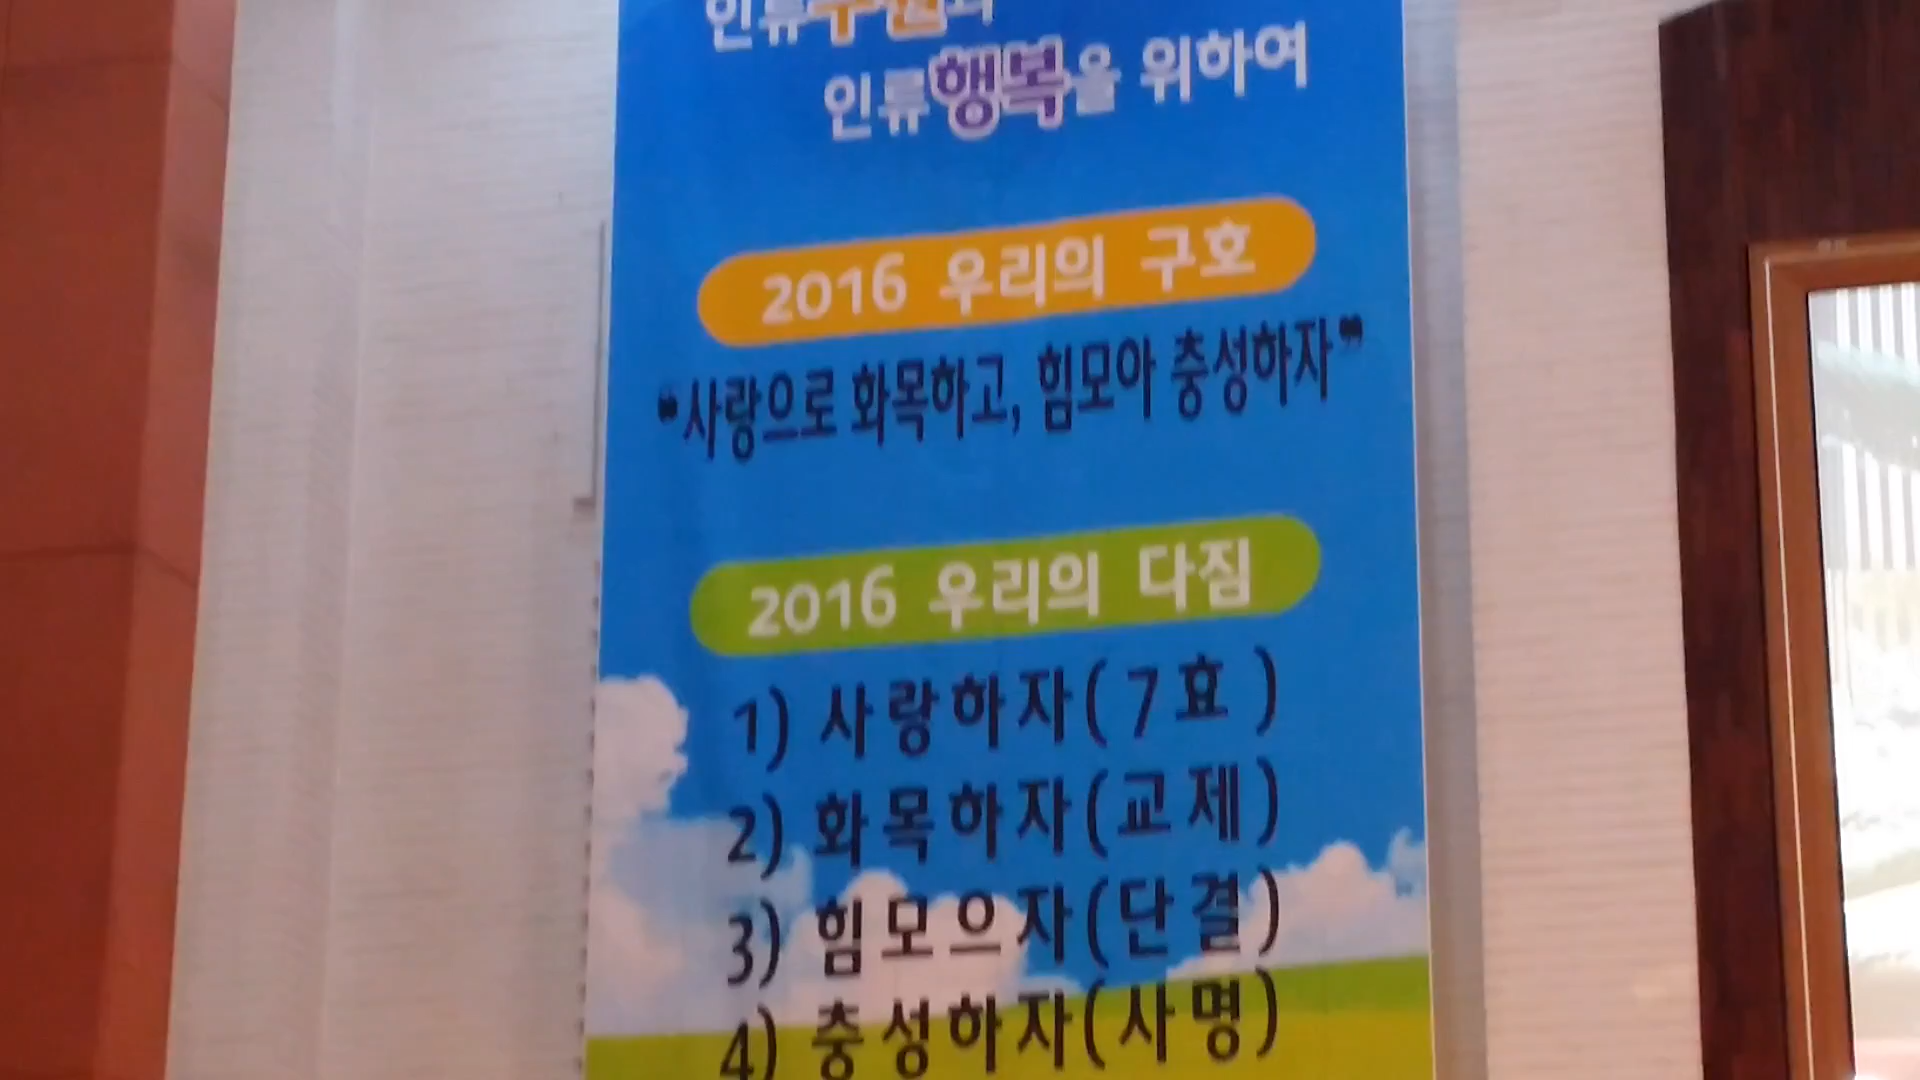 인류구원과
인류행복을 위하여
2016 우리의 구호
❝사랑으로 화목하고, 힘모아 충성하자❞
2016 우리의 다짐
1) 사랑하자(7효)
2) 화목하자(교제)
3) 힘모으자(단결)
4) 충성하자(사명)